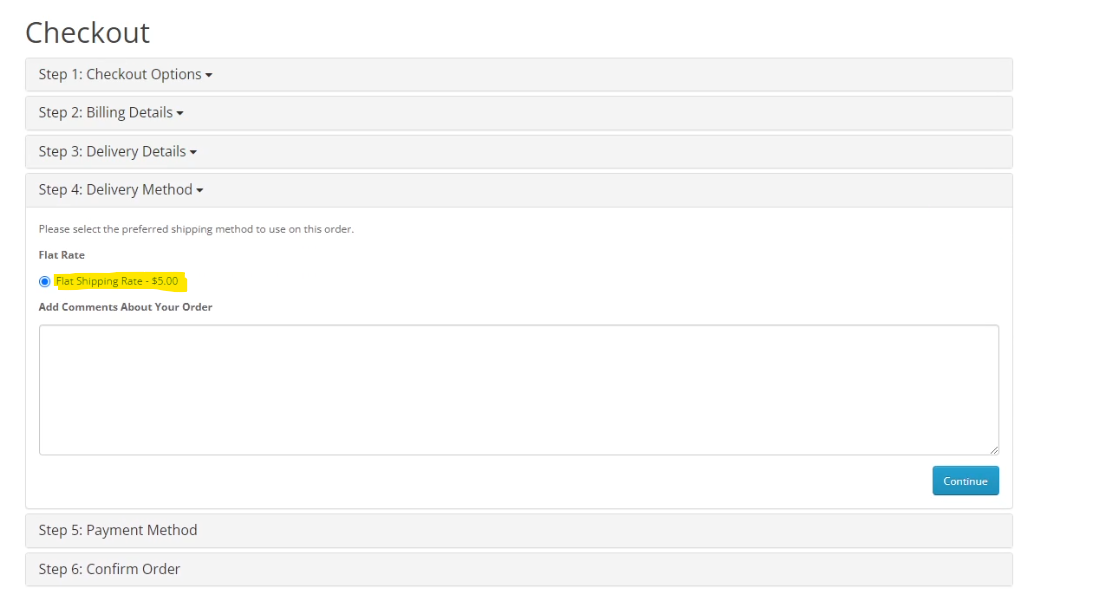 Checkout
Step 1: Checkout Options
Step 2: Billing Details
Step 3: Delivery Details
Step 4: Delivery Method
Please select the preferred shipping method to use on this order.
Flat Rate
Flat Shipping Rate - $5.00
Add Comments About Your Order
Continue
Step 5: Payment Method
Step 6: Confirm Order